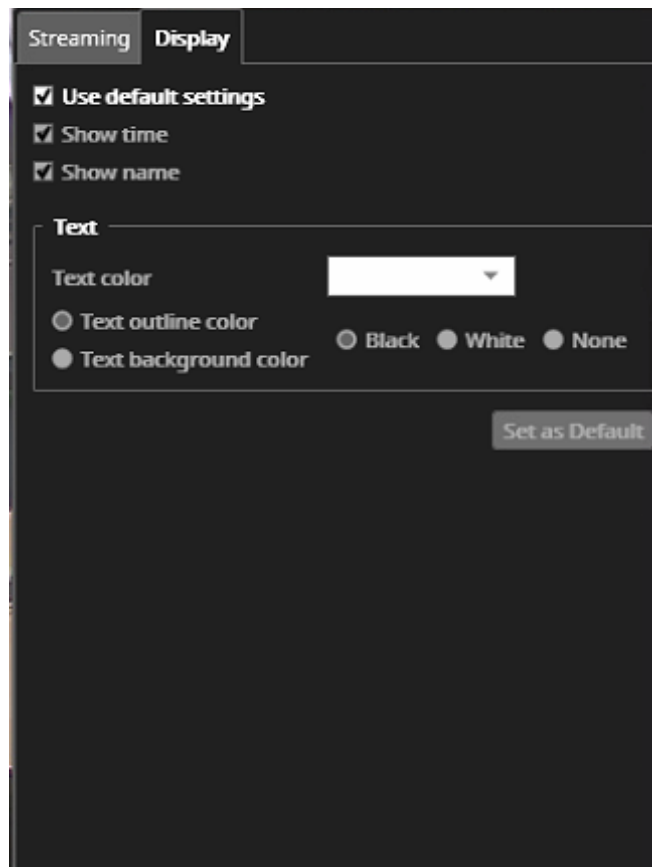 Streaming Display
Use default settings
Show time
Show name
Text
Text color
Text outline color
Black White None
Text background color
Set as Default